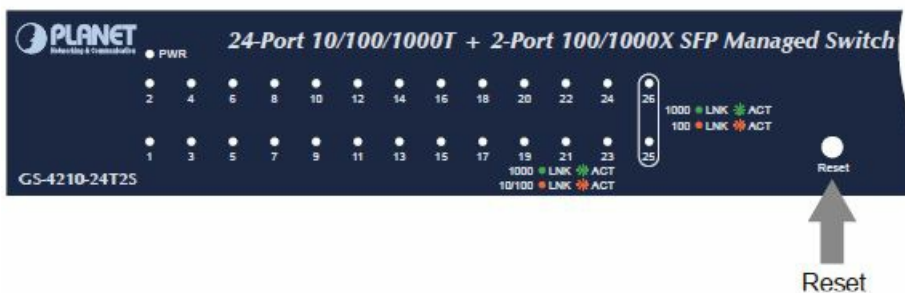 PLANET
Networking & Communication
PWR
24-Port 10/100/1000T + 2-Port 100/1000X SFP Managed Switch
2 4 6 8 10 12 14 16 18 20 22 24 26
1000 LNK ACT
100 LNK ACT
1 3 5 7 9 11 13 15 17 19 21 23 25
1000 LNK ACT
10/100 LNK ACT
GS-4210-24T2S
Reset
Reset